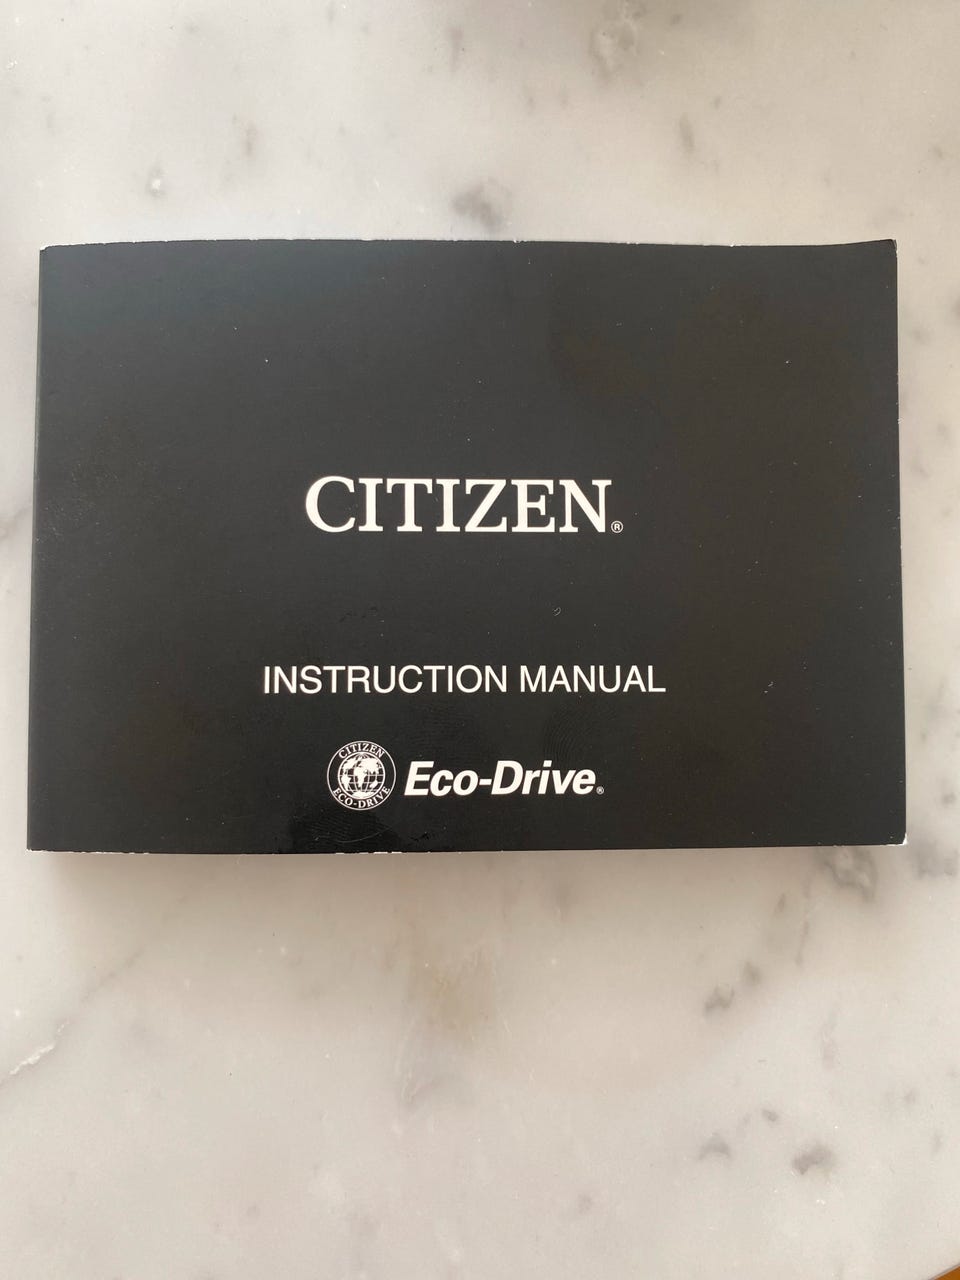 CITIZEN®
INSTRUCTION MANUAL
CITIZEN
ECO-DRIVE
Eco-Drive®